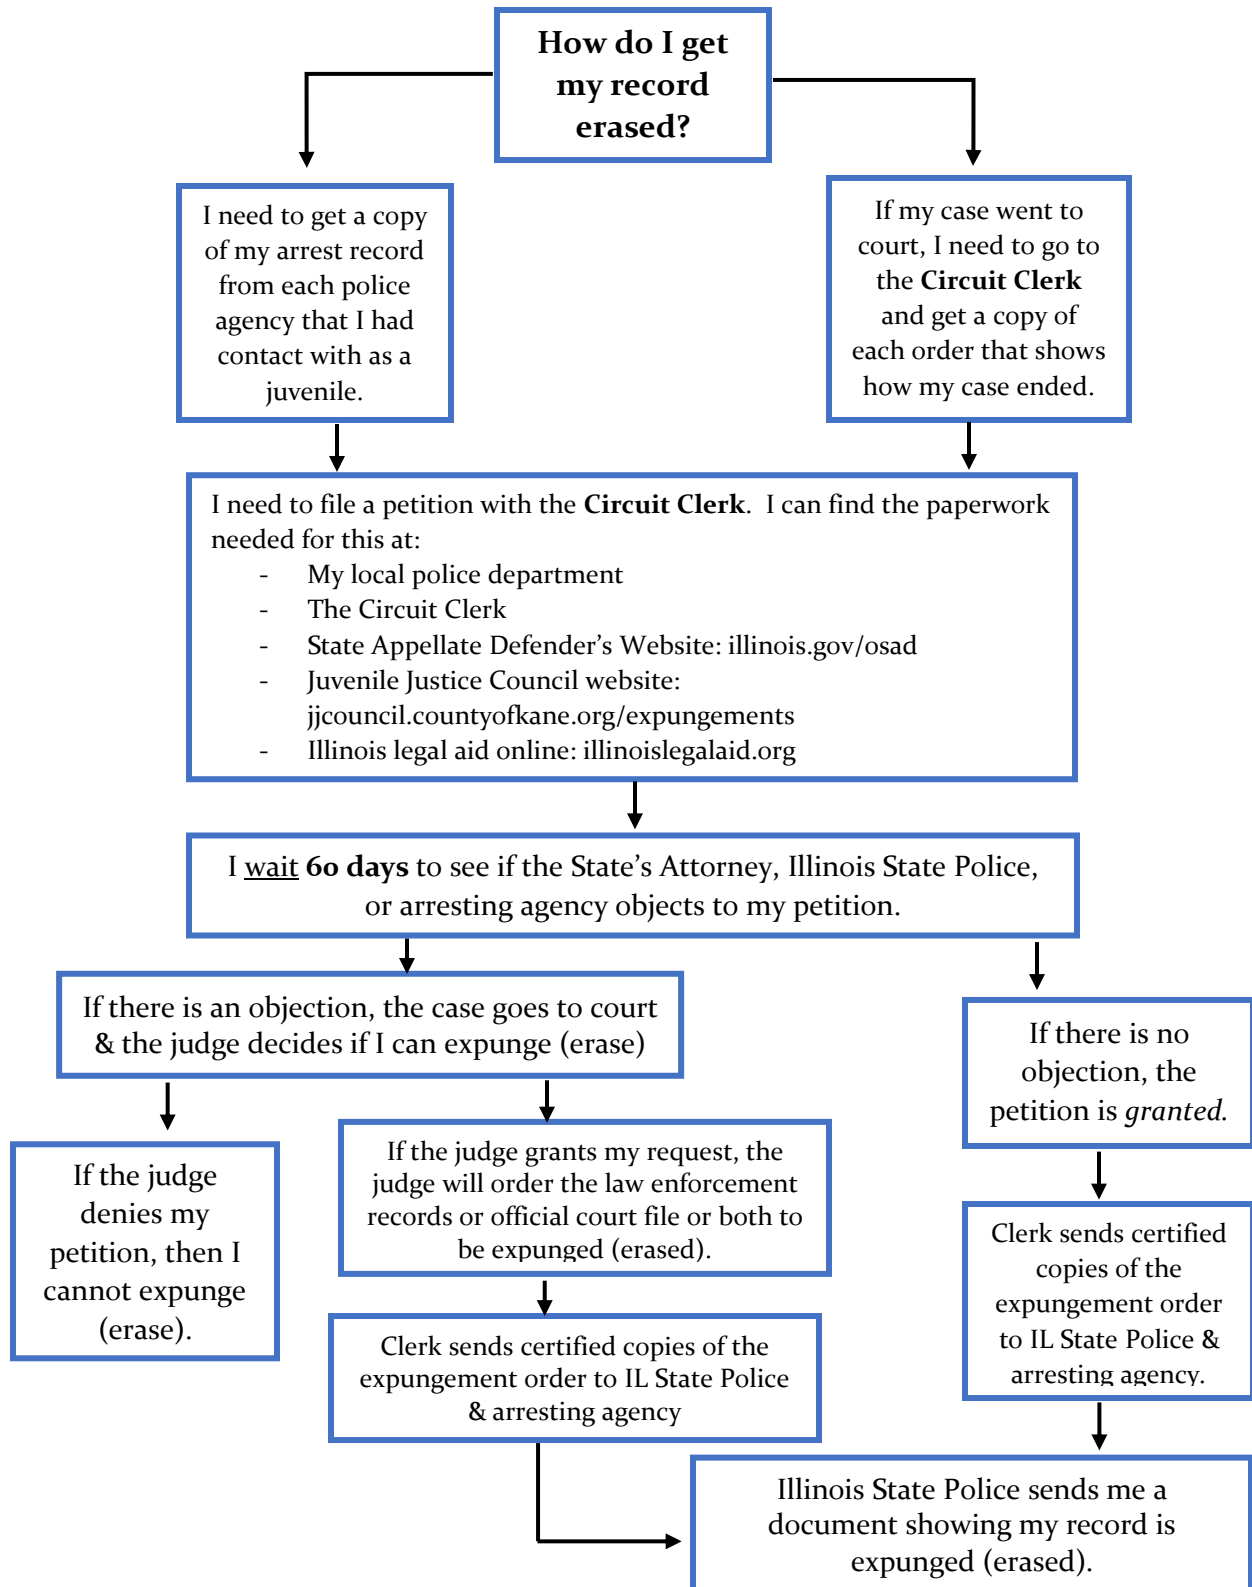 How do I get
my record
erased?
I need to get a copy
of my arrest record
from each police
agency that I had
contact with as a
juvenile.
If my case went to
court, I need to go to
the Circuit Clerk
and get a copy of
each order that shows
how my case ended.
I need to file a petition with the Circuit Clerk.  I can find the paperwork
needed for this at:
- My local police department
- The Circuit Clerk
- State Appellate Defender’s Website: illinois.gov/osad
- Juvenile Justice Council website:
jjcouncil.countyofkane.org/expungements
- Illinois legal aid online: illinoislegalaid.org
I wait 60 days to see if the State’s Attorney, Illinois State Police,
or arresting agency objects to my petition.
If there is an objection, the case goes to court
& the judge decides if I can expunge (erase)
If there is no
objection, the
petition is granted.
If the judge
denies my
petition, then I
cannot expunge
(erase).
If the judge grants my request, the
judge will order the law enforcement
records or official court file or both to
be expunged (erased).
Clerk sends certified
copies of the
expungement order
to IL State Police &
arresting agency.
Clerk sends certified copies of the
expungement order to IL State Police
& arresting agency
Illinois State Police sends me a
document showing my record is
expunged (erased).